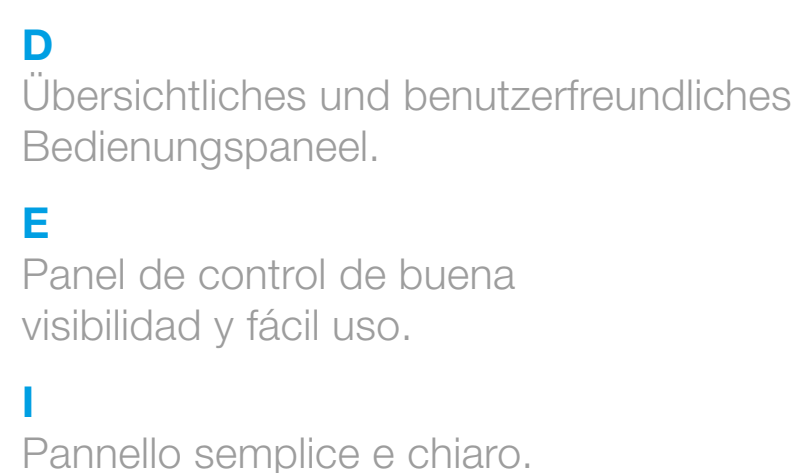 D
Übersichtliches und benutzerfreundliches
Bedienungspaneel.
E
Panel de control de buena
visibilidad y fácil uso.
I
Pannello semplice e chiaro.